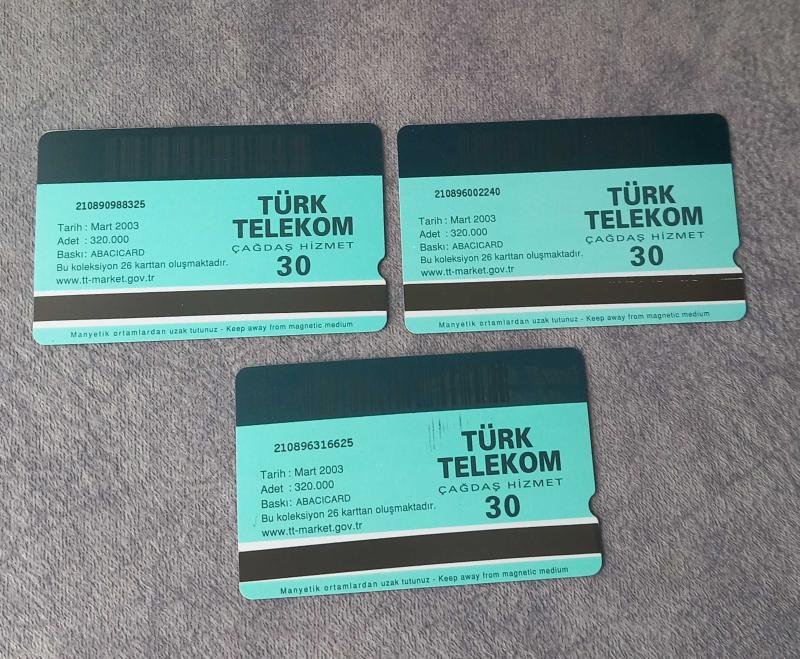 210890988325
TÜRK
TELEKOM
ÇAĞDAŞ HİZMET
30
Tarih : Mart 2003
Adet : 320.000
Baskı: ABACICARD
Bu koleksiyon 26 karttan oluşmaktadır.
www.tt-market.gov.tr
Manyetik ortamlardan uzak tutunuz - Keep away from magnetic medium
210896002240
TÜRK
TELEKOM
ÇAĞDAŞ HİZMET
30
Tarih : Mart 2003
Adet : 320.000
Baskı: ABACICARD
Bu koleksiyon 26 karttan oluşmaktadır.
www.tt-market.gov.tr
Manyetik ortamlardan uzak tutunuz - Keep away from magnetic medium
210896316625
TÜRK
TELEKOM
ÇAĞDAŞ HİZMET
30
Tarih : Mart 2003
Adet : 320.000
Baskı: ABACICARD
Bu koleksiyon 26 karttan oluşmaktadır.
www.tt-market.gov.tr
Manyetik ortamlardan uzak tutunuz - Keep away from magnetic medium